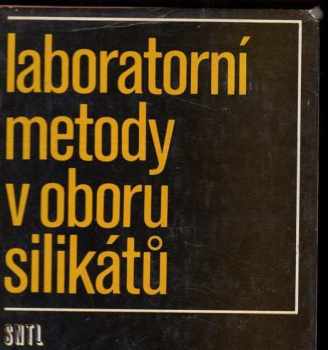 laboratorní
metody
v oboru
silikátů
SNTL